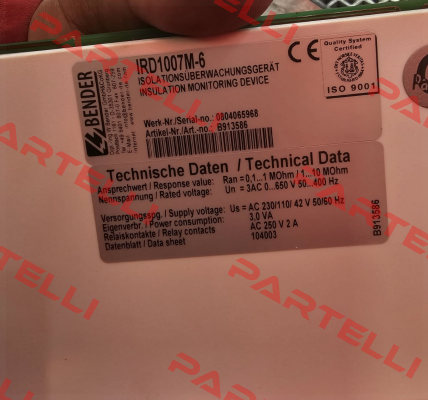 BENDER
IRD1007M-6
ISOLATIONSÜBERWACHUNGSGERÄT
INSULATION MONITORING DEVICE
Werk-Nr/Serial-no.: 0804065968
Artikel-Nr/Art.-no.: B913586
CE
Quality System
Certified
ISO 9001
Technische Daten / Technical Data
Ansprechwert / Response value: Ran = 0,1...1 MOhm / 1...10 MOhm
Nennspannung / Rated voltage: Un = 3AC 0...650 V 50...400 Hz
Versorgungsspg. / Supply voltage: Us = AC 230/110/ 42 V 50/60 Hz
Eigenverbr. / Power consumption: 3,0 VA
Relaiskontakte / Relay contacts AC 250 V 2 A
Datenblatt / Data sheet 104003
B913586
PARTELLI
PARTELLI
PARTELLI
PARTELLI